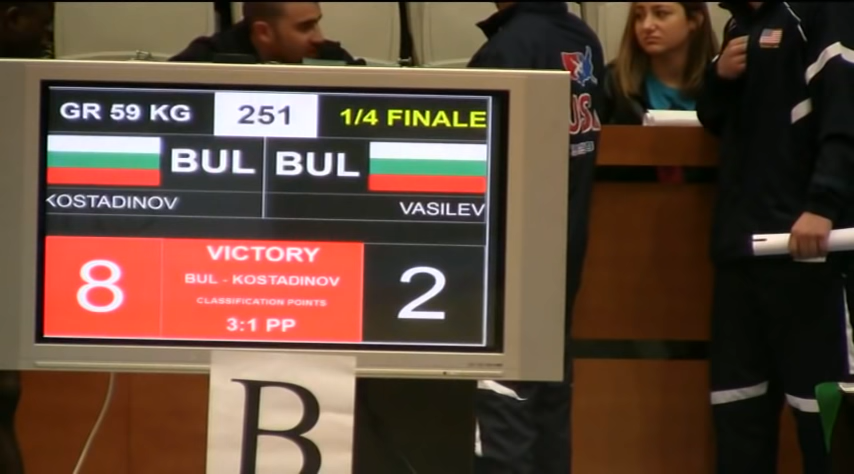 GR 59 KG 251 1/4 FINALE
BUL BUL
KOSTADINOV VASILEV
8 VICTORY 2
BUL - KOSTADINOV
CLASSIFICATION POINTS
3:1 PP
B
USA